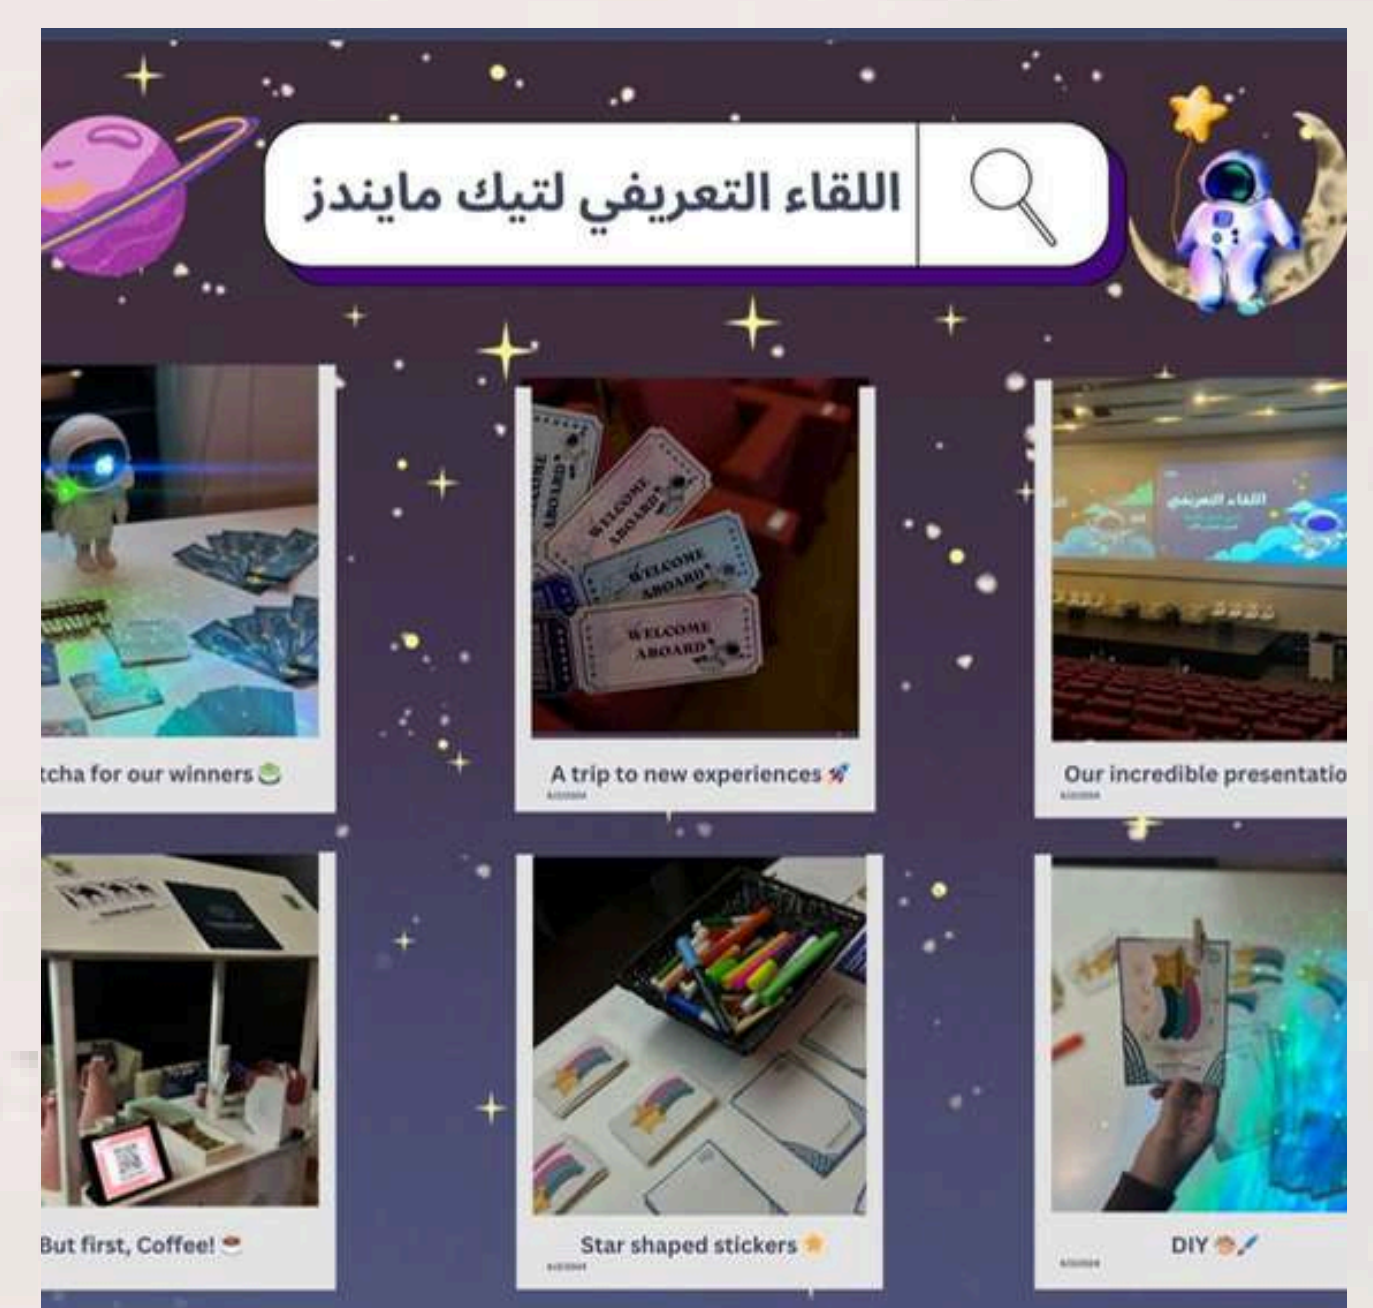 اللقاء التعريفي لتيك مايندز
WELCOME
ABOARD
WELCOME
ABOARD
WELCOME
ABOARD
ABOARD
اللقاء التعريفي
tcha for our winners
A trip to new experiences 🚀
Our incredible presentatio
But first, Coffee! ☕
Star shaped stickers ⭐
DIY